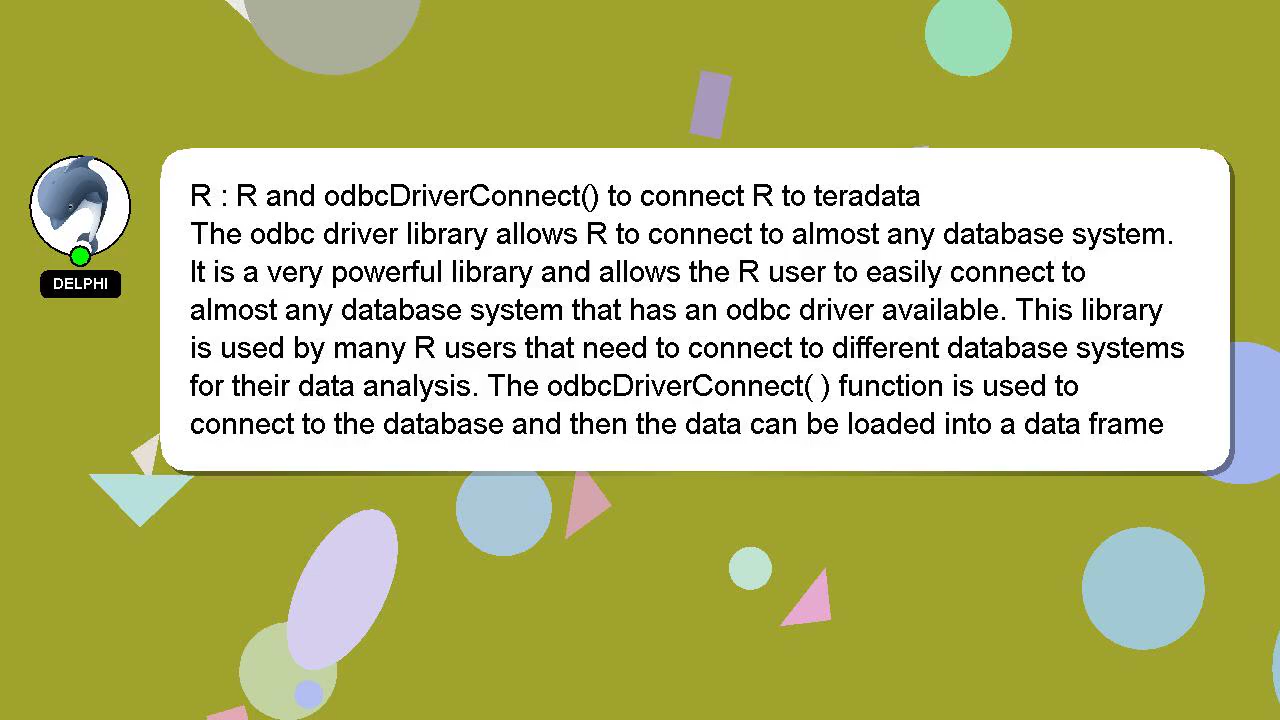 R : R and odbcDriverConnect() to connect R to teradata
The odbc driver library allows R to connect to almost any database system.
It is a very powerful library and allows the R user to easily connect to
almost any database system that has an odbc driver available. This library
is used by many R users that need to connect to different database systems
for their data analysis. The odbcDriverConnect( ) function is used to
connect to the database and then the data can be loaded into a data frame
DELPHI